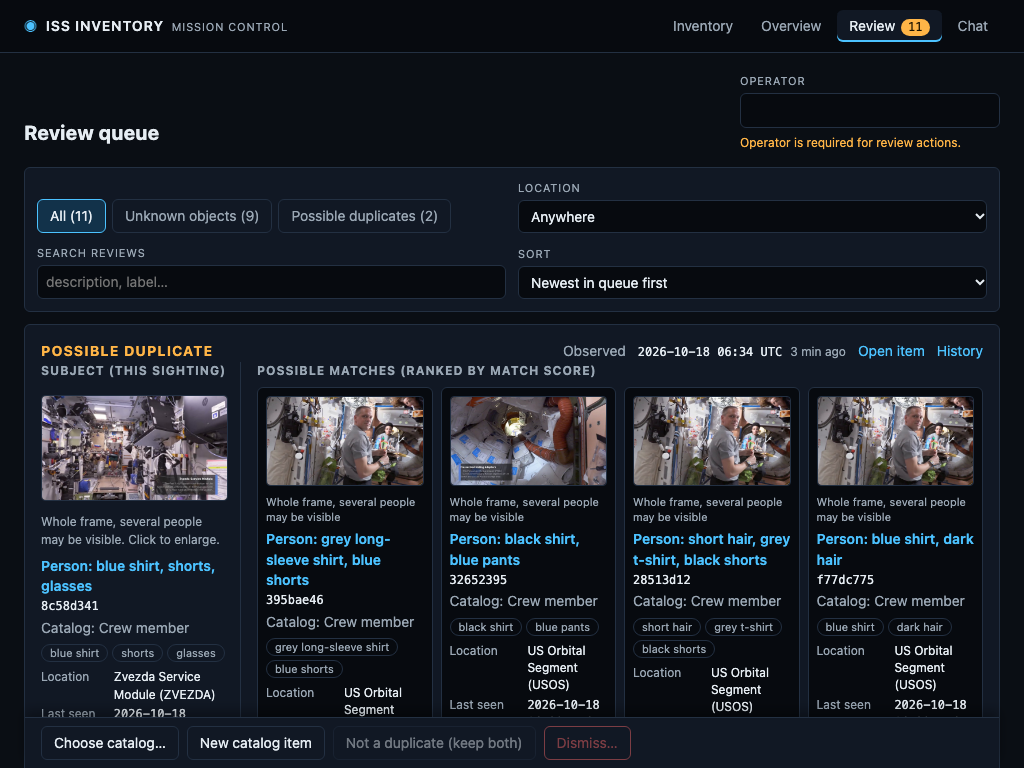 ISS INVENTORY MISSION CONTROL
Inventory Overview Review 11 Chat
OPERATOR
Review queue
Operator is required for review actions.
LOCATION
All (11) Unknown objects (9) Possible duplicates (2) Anywhere
SEARCH REVIEWS SORT
description, label... Newest in queue first
POSSIBLE DUPLICATE Observed 2026-10-18 06:34 UTC 3 min ago Open item History
SUBJECT (THIS SIGHTING)
Whole frame, several people
may be visible. Click to enlarge.
Person: blue shirt, shorts,
glasses
8c58d341
Catalog: Crew member
blue shirt shorts glasses
Location Zvezda Service
Module (ZVEZDA)
Last seen 2026-10-18
POSSIBLE MATCHES (RANKED BY MATCH SCORE)
Whole frame, several people
may be visible
Person: grey long-
sleeve shirt, blue
shorts
395bae46
Catalog: Crew member
grey long-sleeve shirt
blue shorts
Location US Orbital
Segment
Whole frame, several people
may be visible
Person: black shirt,
blue pants
32652395
Catalog: Crew member
black shirt blue pants
Location US Orbital
Segment
(USOS)
Last seen 2026-10-18
Whole frame, several people
may be visible
Person: short hair, grey
t-shirt, black shorts
28513d12
Catalog: Crew member
short hair grey t-shirt
black shorts
Location US Orbital
Segment
(USOS)
Whole frame, several people
may be visible
Person: blue shirt, dark
hair
f77dc775
Catalog: Crew member
blue shirt dark hair
Location US Orbital
Segment
(USOS)
Last seen 2026-10-18
Choose catalog... New catalog item Not a duplicate (keep both) Dismiss...